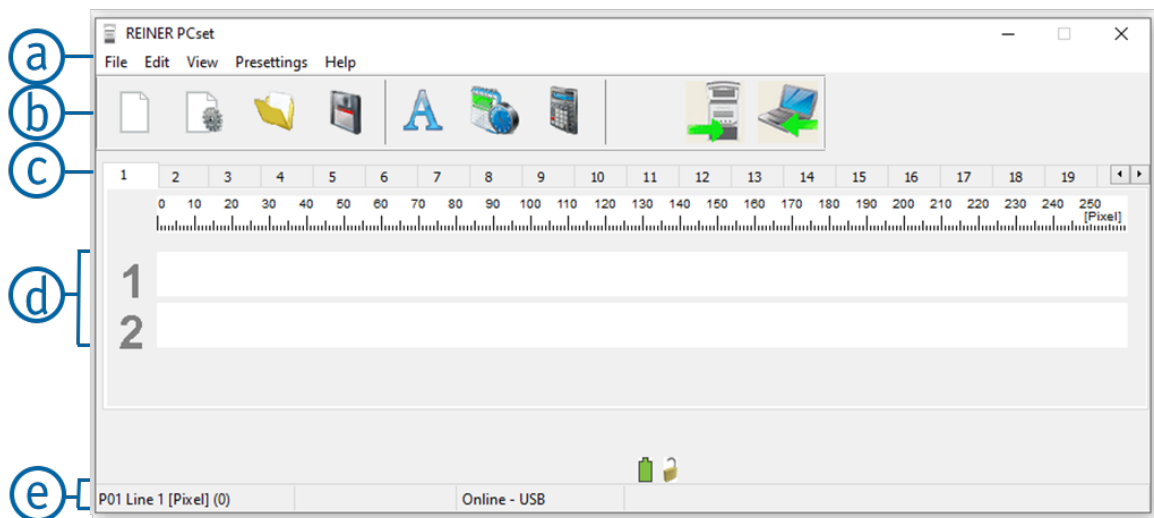 REINER PCset
a
File Edit View Presettings Help
b
A
c
1 2 3 4 5 6 7 8 9 10 11 12 13 14 15 16 17 18 19
0 10 20 30 40 50 60 70 80 90 100 110 120 130 140 150 160 170 180 190 200 210 220 230 240 250
[Pixel]
d
1
2
e
P01 Line 1 [Pixel] (0) Online - USB